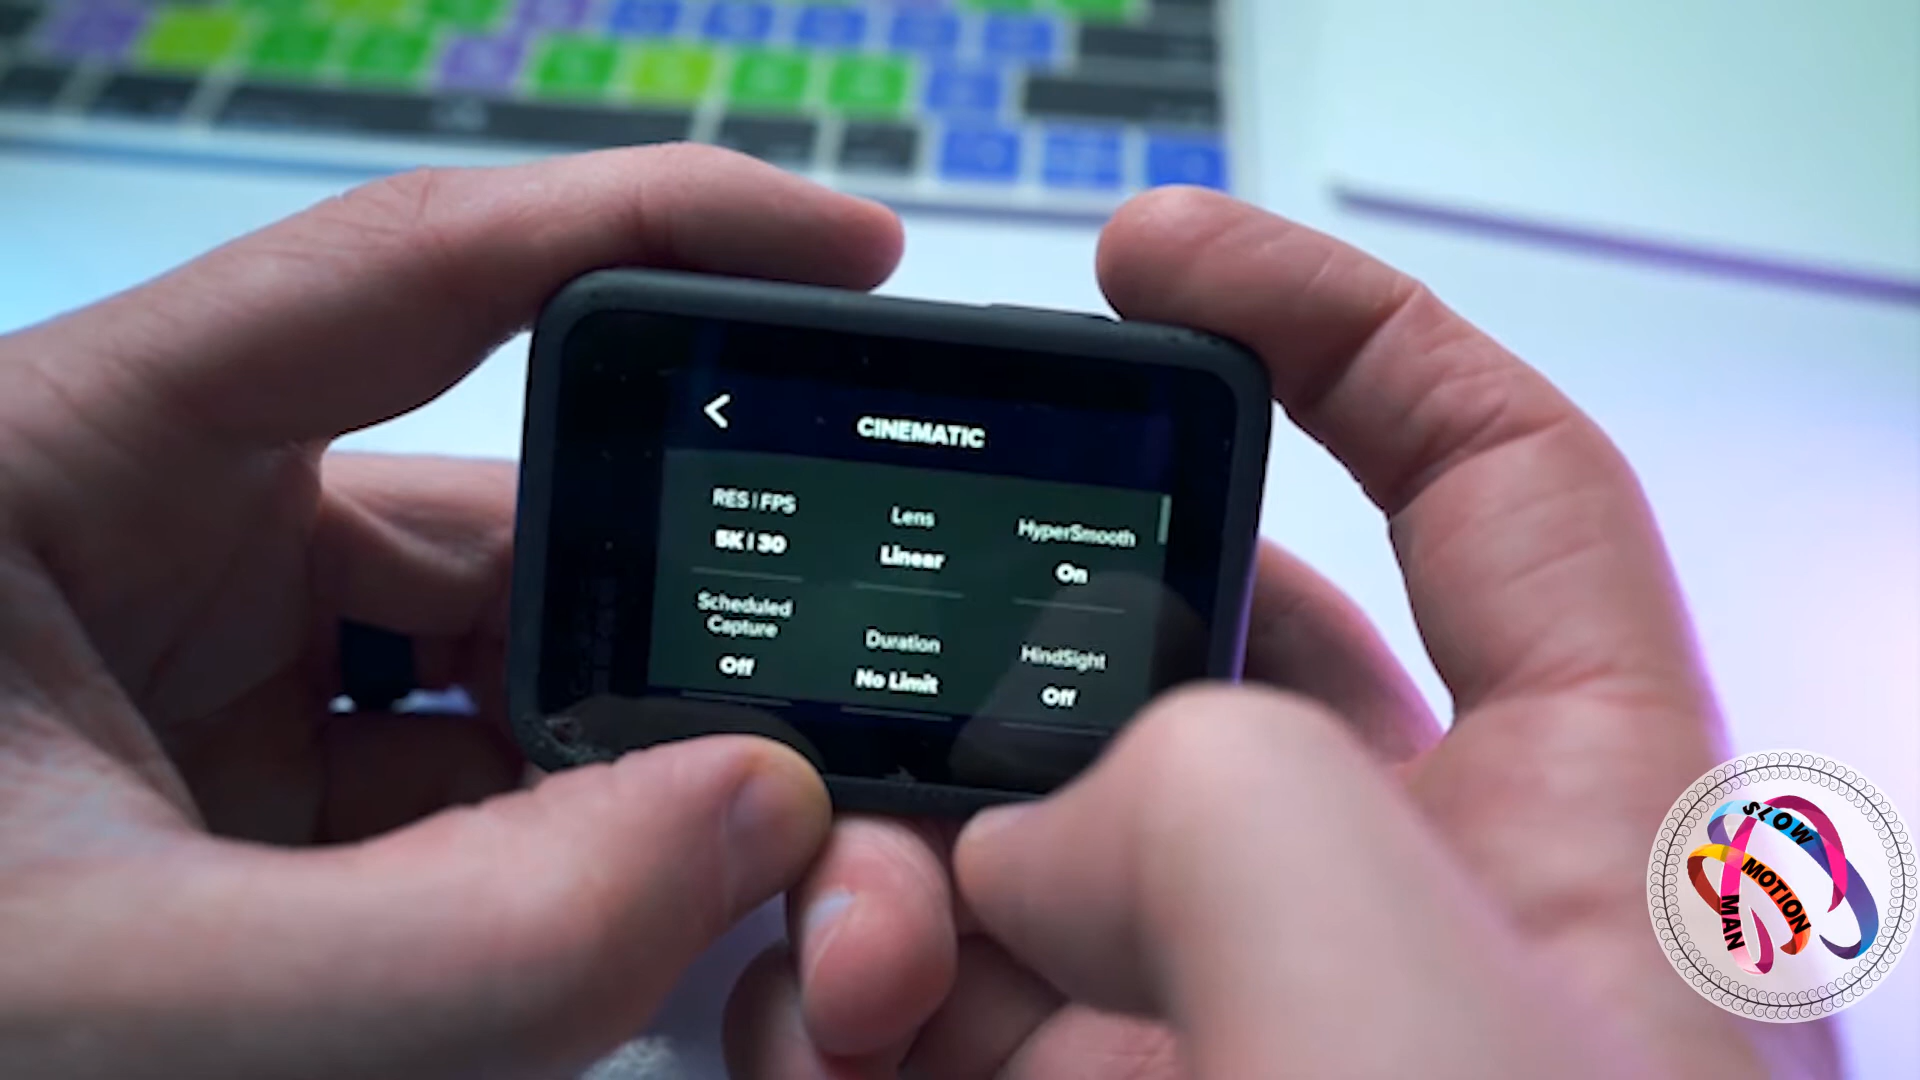 CINEMATIC
RES | FPS
5K | 30
Lens
Linear
HyperSmooth
On
Scheduled
Capture
Off
Duration
No Limit
HindSight
Off
SLOW
MOTION
MAN